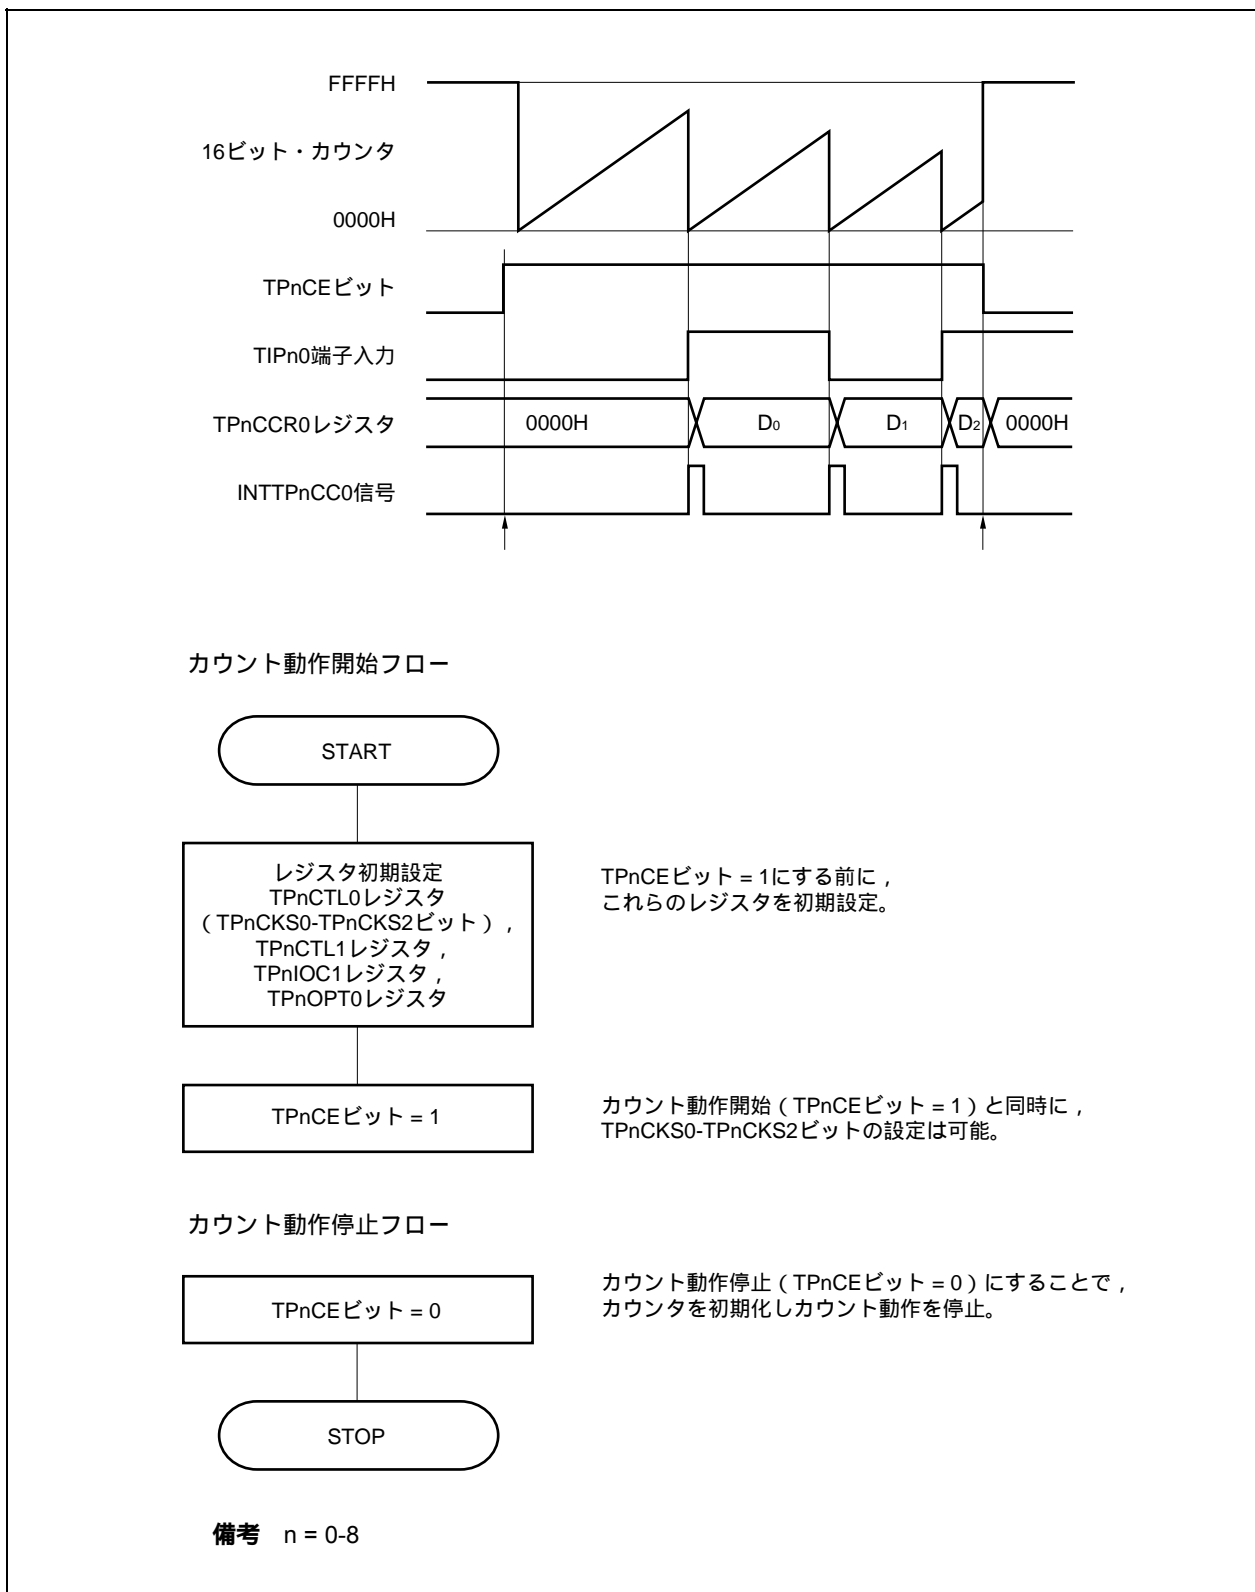 FFFFH
16ビット・カウンタ
0000H
TPnCEビット
TIPn0端子入力
TPnCCR0レジスタ
0000H
D0
D1
D2
0000H
INTTPnCC0信号
カウント動作開始フロー
START
レジスタ初期設定
TPnCTL0レジスタ
(TPnCKS0-TPnCKS2ビット),
TPnCTL1レジスタ,
TPnIOC1レジスタ,
TPnOPT0レジスタ
TPnCEビット = 1にする前に,
これらのレジスタを初期設定。
TPnCEビット = 1
カウント動作開始(TPnCEビット = 1)と同時に,
TPnCKS0-TPnCKS2ビットの設定は可能。
カウント動作停止フロー
TPnCEビット = 0
カウント動作停止(TPnCEビット = 0)にすることで,
カウンタを初期化しカウント動作を停止。
STOP
備考 n = 0-8